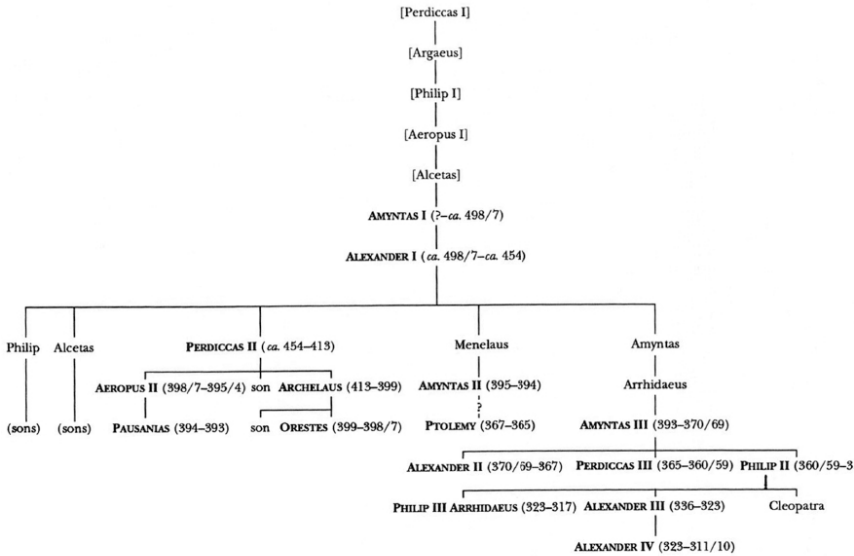 [Perdiccas I]
[Argaeus]
[Philip I]
[Aeropus I]
[Alcetas]
AMYNTAS I (?–ca. 498/7)
ALEXANDER I (ca. 498/7–ca. 454)
Philip Alcetas PERDICCAS II (ca. 454–413) Menelaus Amyntas
AEROPUS II (398/7–395/4) son ARCHELAUS (413–399) AMYNTAS II (395–394) Arrhidaeus
?
(sons) (sons) PAUSANIAS (394–393) son ORESTES (399–398/7) PTOLEMY (367–365) AMYNTAS III (393–370/69)
ALEXANDER II (370/69–367) PERDICCAS III (365–360/59) PHILIP II (360/59–3
PHILIP III ARRHIDAEUS (323–317) ALEXANDER III (336–323) Cleopatra
ALEXANDER IV (323–311/10)